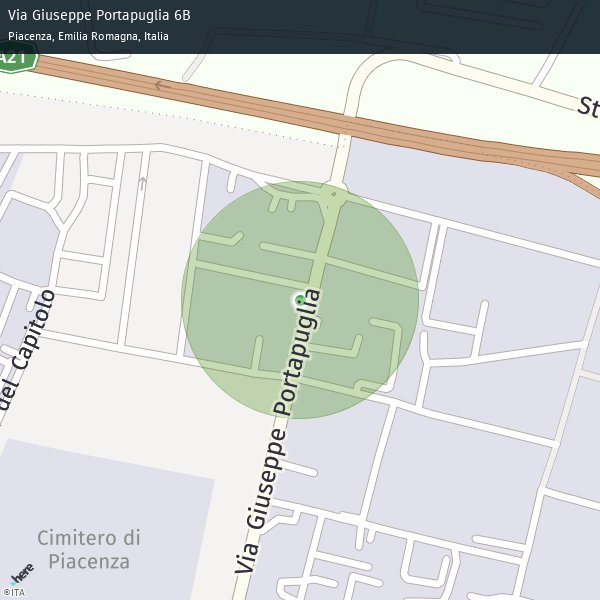 Via Giuseppe Portapuglia 6B
Piacenza, Emilia Romagna, Italia
A21
St
del Capitolo
Via Giuseppe Portapuglia
Cimitero di
Piacenza
here
©ITA